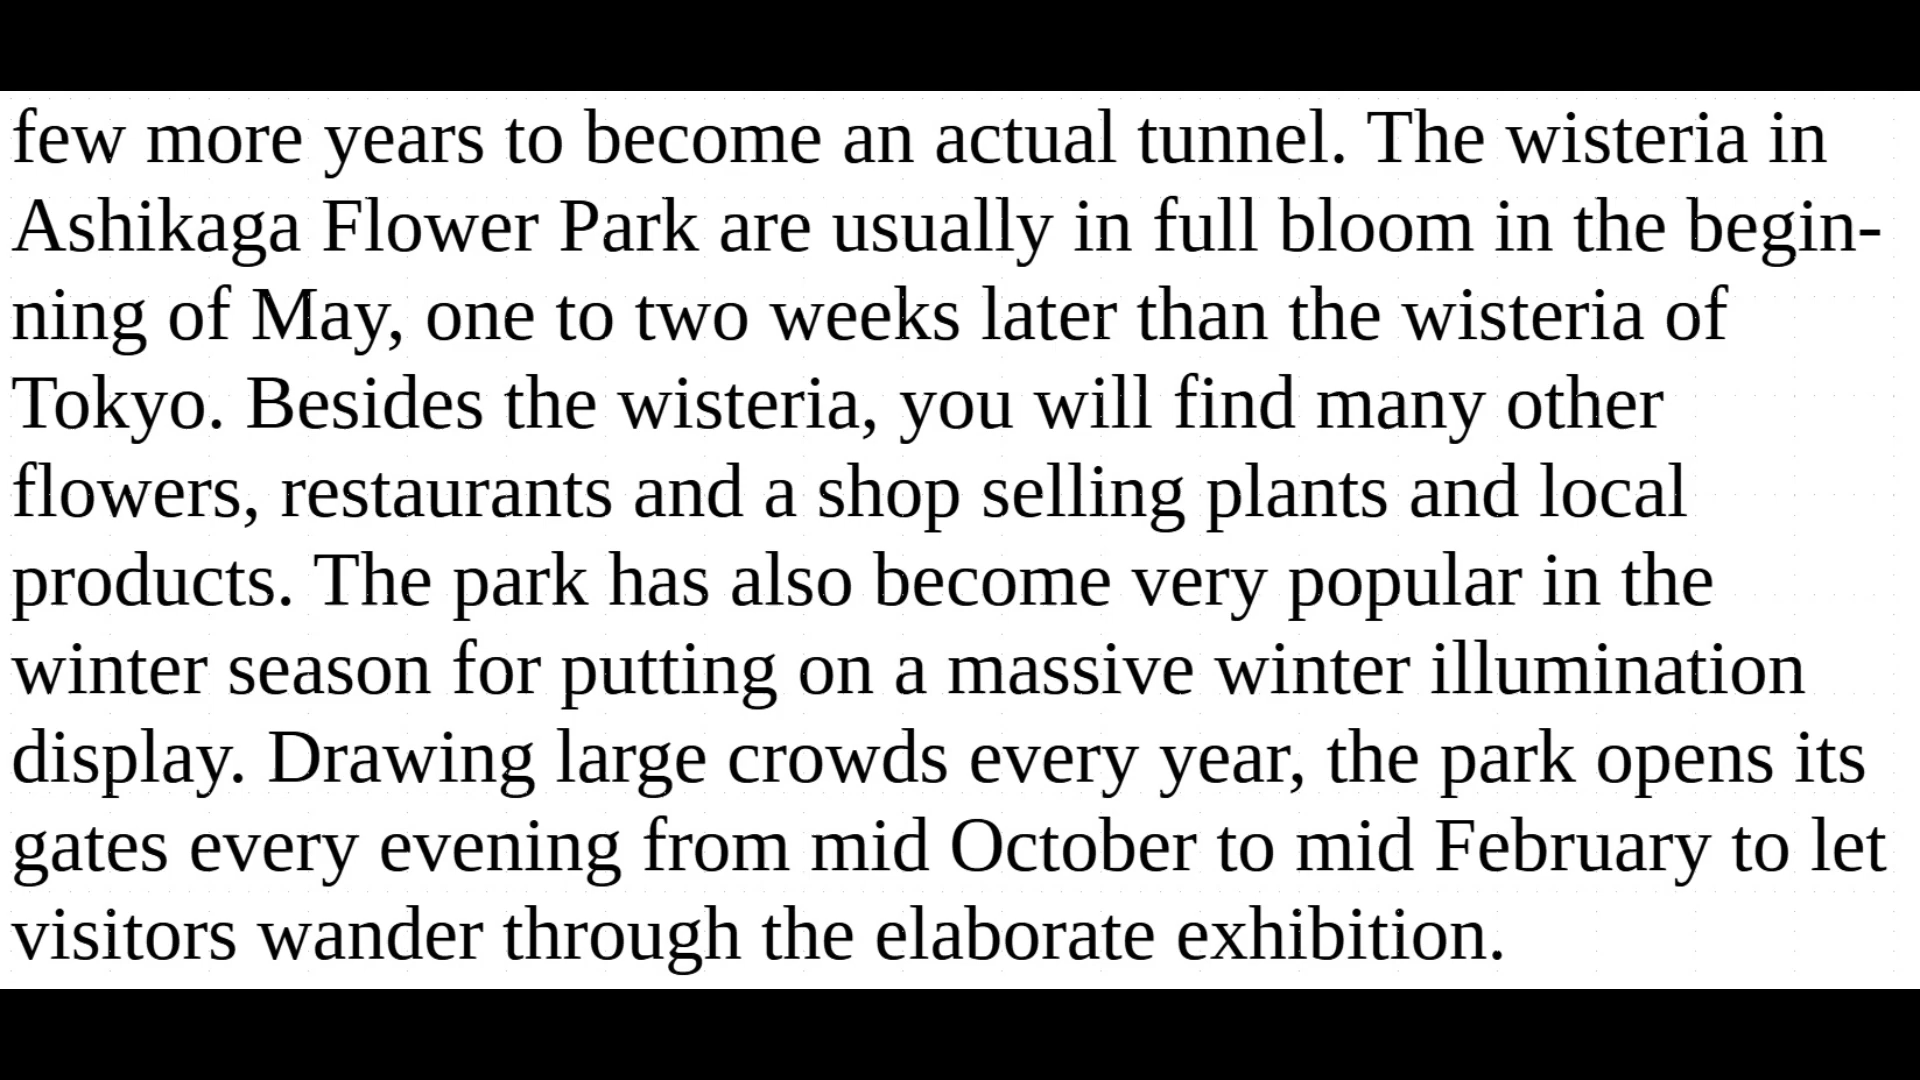 few more years to become an actual tunnel. The wisteria in
Ashikaga Flower Park are usually in full bloom in the begin-
ning of May, one to two weeks later than the wisteria of
Tokyo. Besides the wisteria, you will find many other
flowers, restaurants and a shop selling plants and local
products. The park has also become very popular in the
winter season for putting on a massive winter illumination
display. Drawing large crowds every year, the park opens its
gates every evening from mid October to mid February to let
visitors wander through the elaborate exhibition.